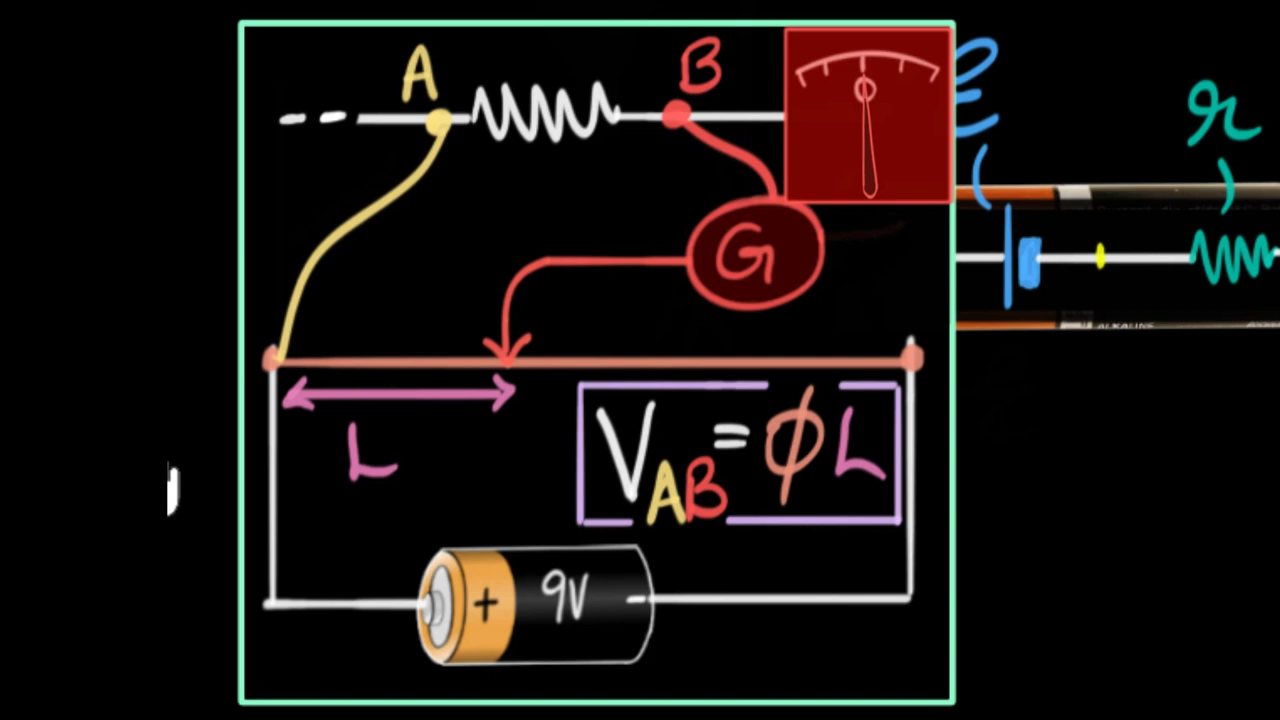 A
B
ε
r
G
V_AB = ϕL
L
+ 9V -